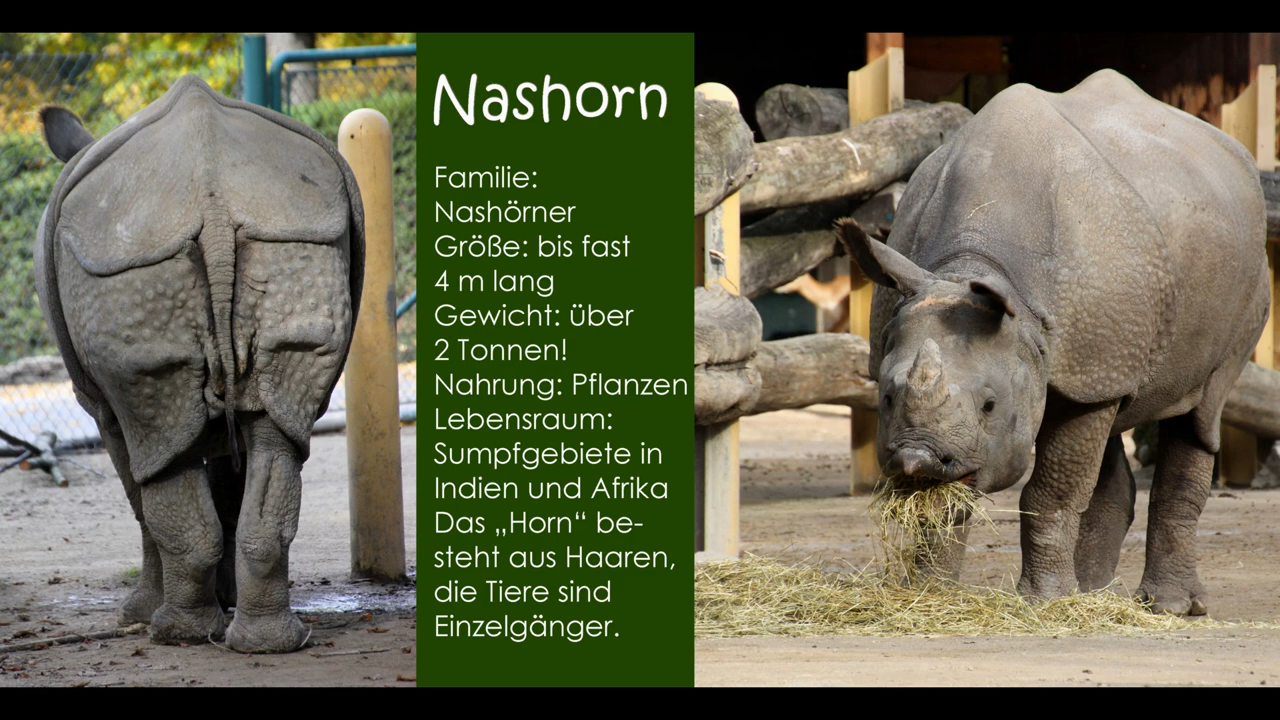 Nashorn
Familie:
Nashörner
Größe: bis fast
4 m lang
Gewicht: über
2 Tonnen!
Nahrung: Pflanzen
Lebensraum:
Sumpfgebiete in
Indien und Afrika
Das „Horn“ be-
steht aus Haaren,
die Tiere sind
Einzelgänger.